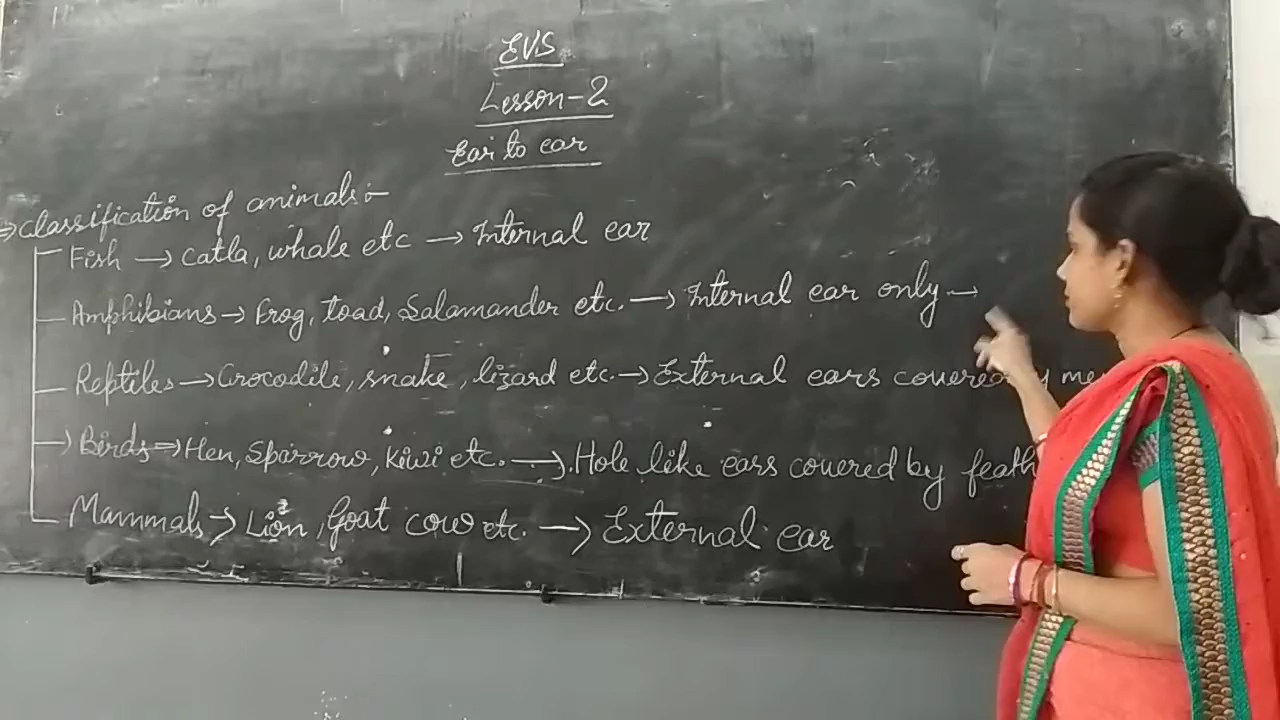 EVS
Lesson-2
Ear to ear
⇒ Classification of animals :-
Fish → Catla, whale etc → Internal ear
Amphibians → Frog, toad, Salamander etc. → Internal ear only →
Reptiles → Crocodile, snake, lizard etc. → External ears covered
→ Birds ⇒ Hen, Sparrow, Kiwi etc. → Hole like ears covered by feath
Mammals → Lion, Goat cow etc. → External ear